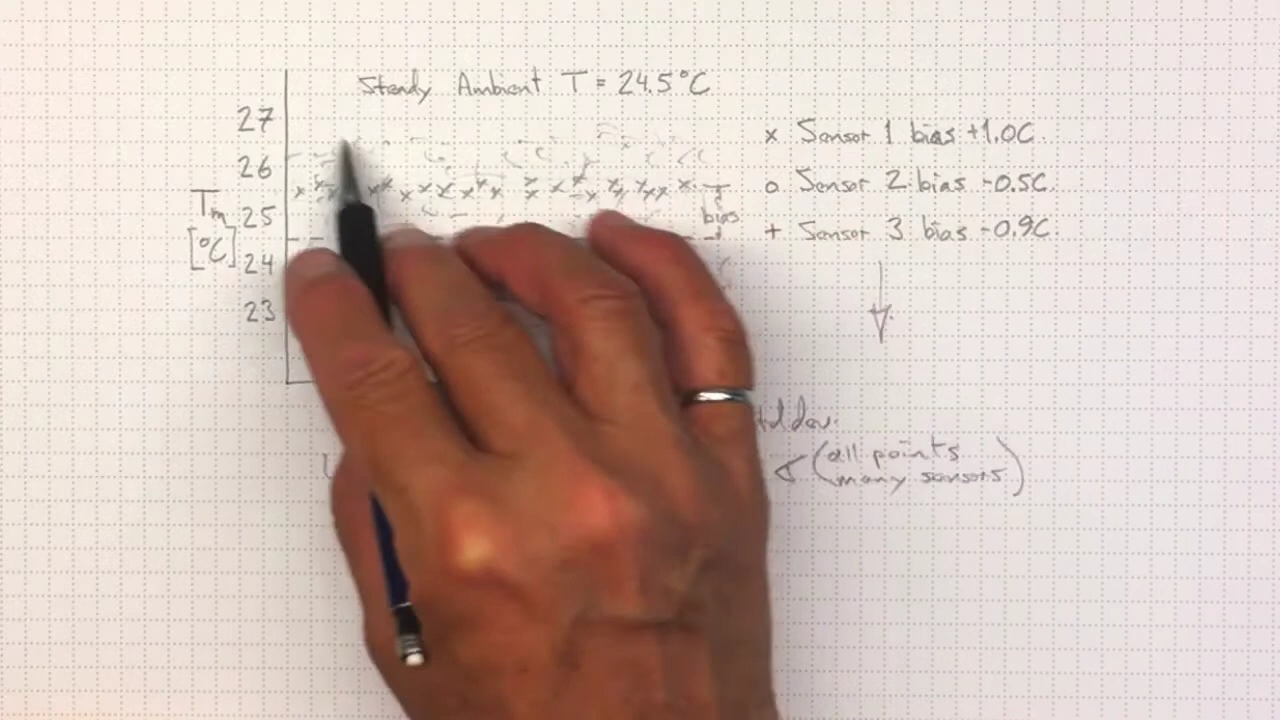 Steady Ambient T = 24.5°C
27
26
25
24
23
Tm
[°C]
bias
x Sensor 1 bias +1.0C.
o Sensor 2 bias -0.5C.
+ Sensor 3 bias -0.9C.
dev.
σ (all points
many sensors)